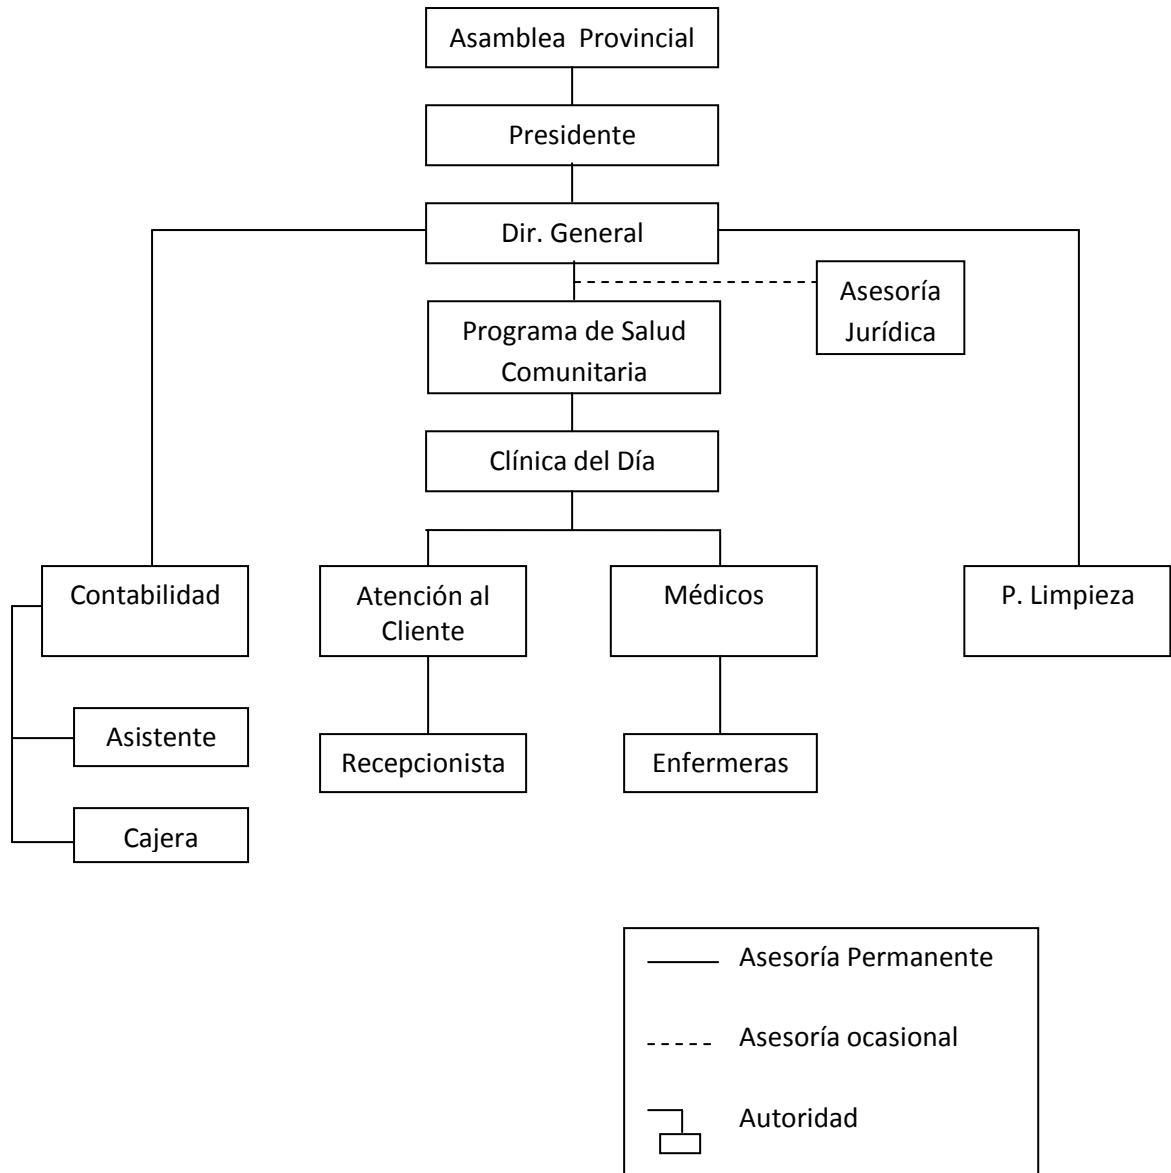 Asamblea Provincial
Presidente
Dir. General
Asesoría
Jurídica
Programa de Salud
Comunitaria
Clínica del Día
Contabilidad
Atención al
Cliente
Médicos
P. Limpieza
Asistente
Recepcionista
Enfermeras
Cajera
Asesoría Permanente
Asesoría ocasional
Autoridad